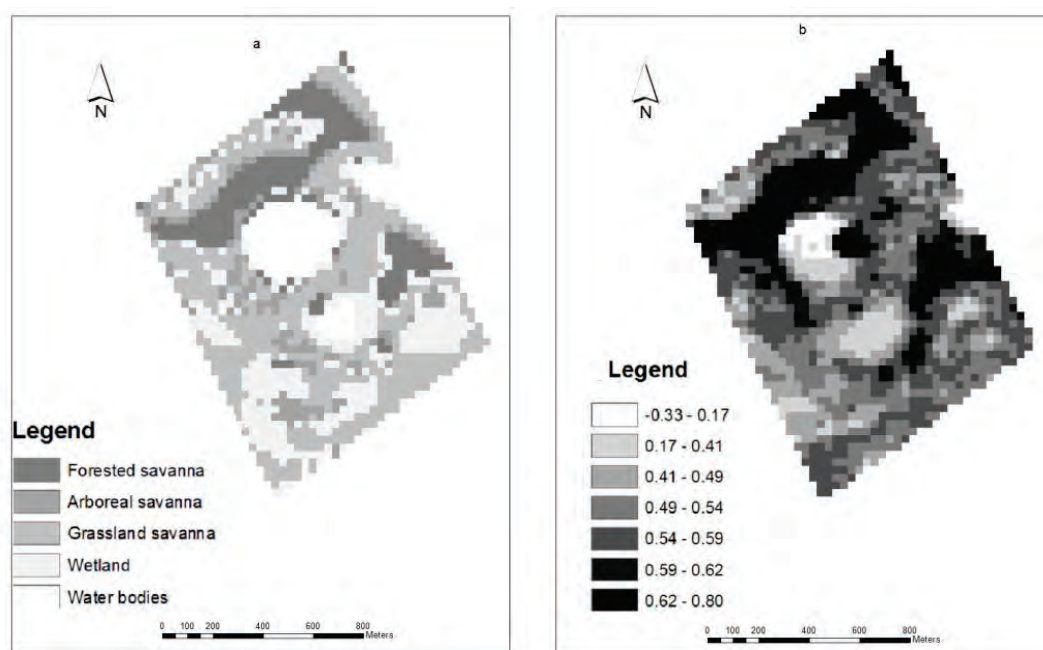 a
N
Legend
Forested savanna
Arboreal savanna
Grassland savanna
Wetland
Water bodies
0 200 400 600 800
Meters
b
N
Legend
-0.33 - 0.17
0.17 - 0.41
0.41 - 0.49
0.49 - 0.54
0.54 - 0.59
0.59 - 0.62
0.62 - 0.80
0 100 200 400 600 800
Meters